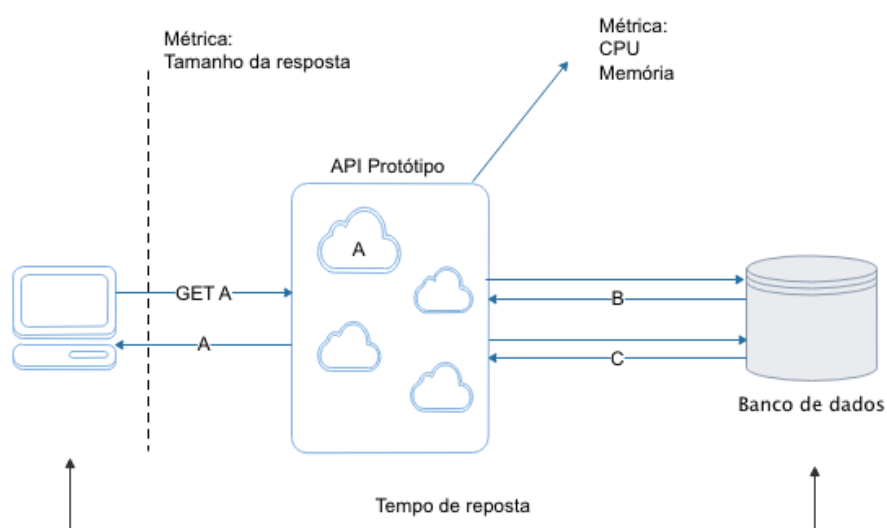 Métrica:
Tamanho da resposta
Métrica:
CPU
Memória
API Protótipo
A
GET A
A
B
C
Banco de dados
Tempo de reposta